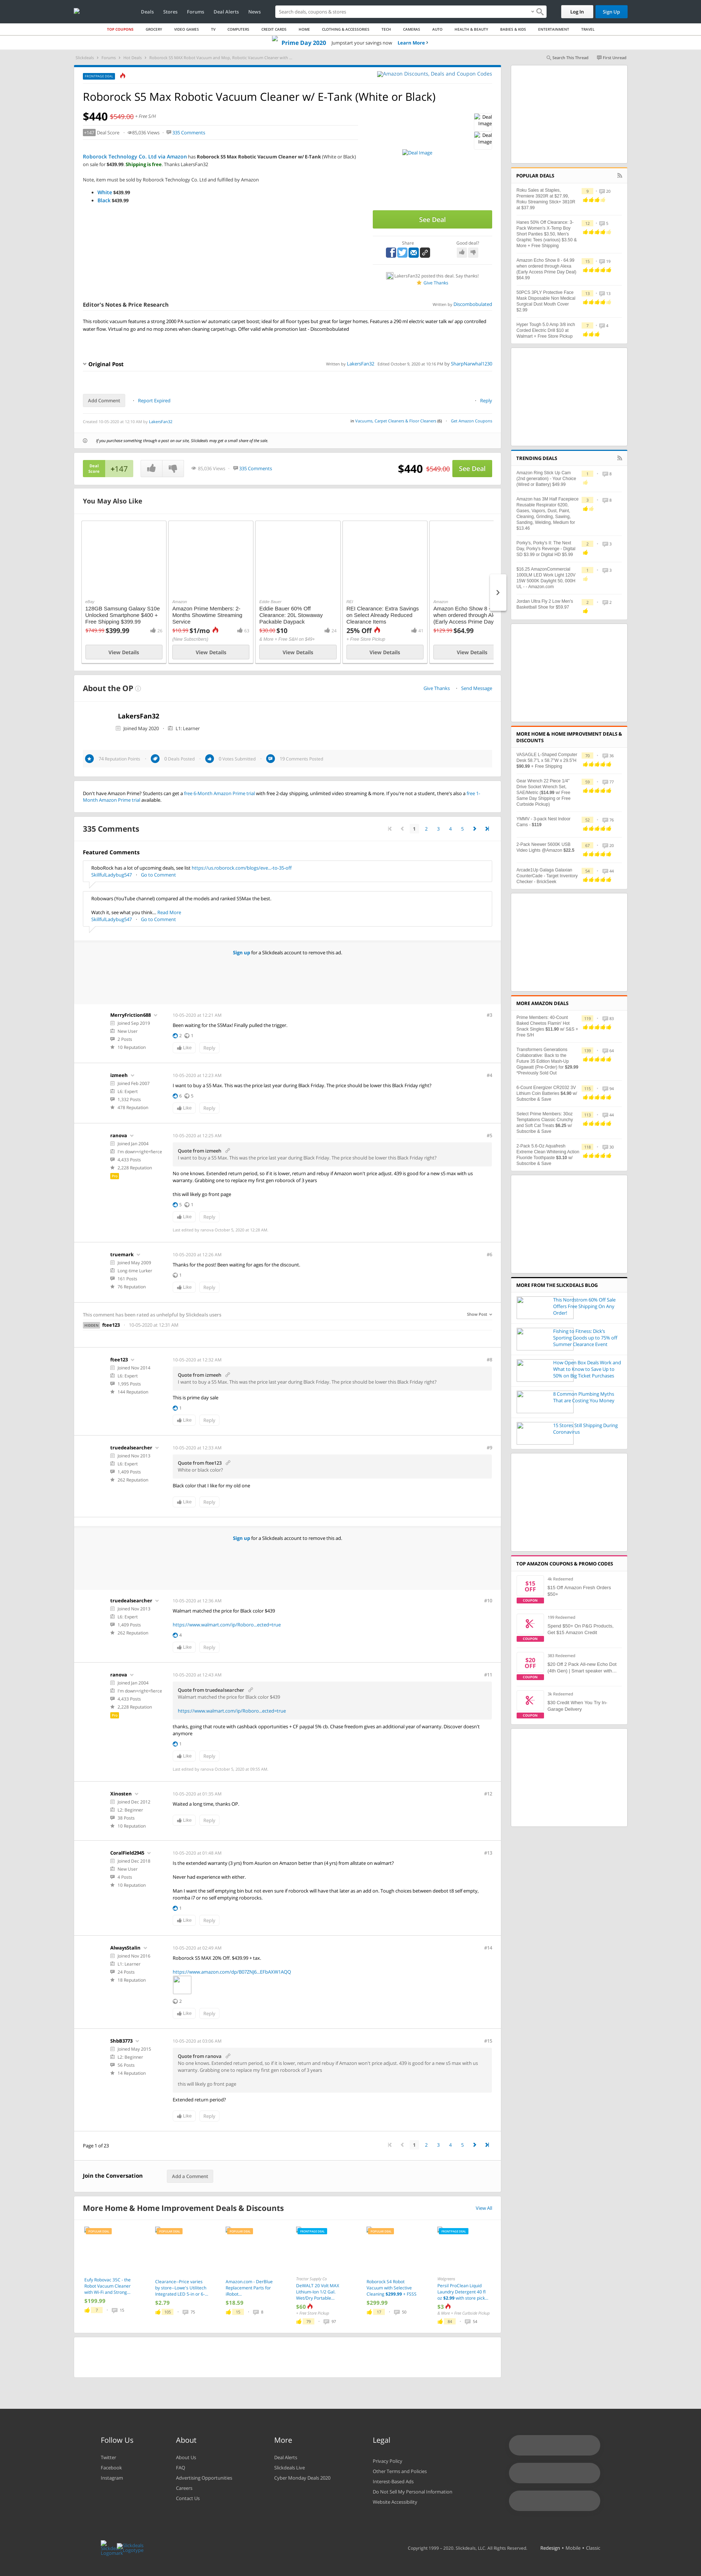 Deals Stores Forums Deal Alerts News
Search deals, coupons & stores
Log In Sign Up
TOP COUPONS GROCERY VIDEO GAMES TV COMPUTERS CREDIT CARD HOME CLOTHING & ACCESSORIES TECH CAMERAS AUTO HEALTH & BEAUTY BABIES & KIDS ENTERTAINMENT TRAVEL
Prime Day 2020 Jumpstart your savings now Learn More
Search This Thread First Unread
FRONTPAGE DEAL
Amazon Discounts, Deals and Coupon Codes
Roborock S5 Max Robotic Vacuum Cleaner w/ E-Tank (White or Black)
$440 $549.00 + Free S/H
+147 Deal Score 85,036 Views 335 Comments
Deal Image
Deal Image
Deal Image
Roborock Technology Co. Ltd via Amazon has Roborock S5 Max Robotic Vacuum Cleaner w/ E-Tank (White or Black) on sale for $439.99. Shipping is free. Thanks LakersFan32
Note, item must be sold by Roborock Technology Co. Ltd and fulfilled by Amazon
White $439.99
Black $439.99
See Deal
Share Good deal?
LakersFan32 posted this deal. Say thanks!
Give Thanks
Editor's Notes & Price Research
Written by Discombobulated
This robotic vacuum features a strong 2000 PA suction w/ automatic carpet boost; ideal for all floor types but great for larger homes. Features a 290 ml electric water talk w/ app controlled water flow. Virtual no go and no mop zones when cleaning carpet/rugs. Offer valid while promotion last - Discombobulated
Original Post
Written by LakersFan32 Edited October 5, 2020 at 10:16 PM by SharpNarwhal1230
Add Comment Report Expired Reply
Created 10-05-2020 at 12:19 AM by LakersFan32
in Vacuums, Carpet Cleaners & Floor Cleaners (6) Get Amazon Coupons
If you purchase something through a post on our site, Slickdeals may get a small share of the sale.
Deal Score +147 85,036 Views 335 Comments $440 $549.00 See Deal
You May Also Like
eBay
128GB Samsung Galaxy S10e Unlocked Smartphone $400 + Free Shipping $399.99
$749.99 $399.99
View Details
Amazon
Amazon Prime Members: 2-Months Showtime Streaming Service
$10.99 $1/mo
(New Subscribers)
View Details
Eddie Bauer
Eddie Bauer 60% Off Clearance: 20L Stowaway Packable Daypack
$30.00 $10
& More + Free S&H on $49+
View Details
REI
REI Clearance: Extra Savings on Select Already Reduced Clearance Items
25% Off
+ Free Store Pickup
View Details
Amazon
Amazon Echo Show 8
when ordered through
(Early Access Prime Day
$129.99 $64.99
View Details
About the OP
Give Thanks Send Message
LakersFan32
Joined May 2020 L1: Learner
74 Reputation Points 0 Deals Posted 0 Votes Submitted 79 Comments Posted
Don't have Amazon Prime? Students can get a free 6-Month Amazon Prime trial with free 2-day shipping, unlimited video streaming & more. If you're not a student, there's also a free 1-Month Amazon Prime trial available.
335 Comments
1 2 3 4 5
Featured Comments
RoboRock has a lot of upcoming deals, see list https://us.roborock.com/blogs/eve...-to-35-off
SkillfulLadybug547 Go to Comment
Robowars (YouTube channel) compared all the models and ranked S5Max the best.
Watch it, see what you think... Read More
SkillfulLadybug547 Go to Comment
Sign up for a Slickdeals account to remove this ad.
MerryFriction688
Joined Sep 2019
New User
2 Posts
10 Reputation
10-05-2020 at 12:21 AM #3
Been waiting for the S5Max! Finally pulled the trigger.
2 1
Like Reply
izmeeh
Joined Feb 2007
L6: Expert
1,332 Posts
478 Reputation
10-05-2020 at 12:23 AM #4
I want to buy a S5 Max. This was the price last year during Black Friday. The price should be lower this Black Friday right?
6 5
Like Reply
ranova
Joined Jan 2004
I'm down+right+fierce
4,433 Posts
2,228 Reputation
Pro
10-05-2020 at 12:25 AM #5
Quote from izmeeh
I want to buy a S5 Max. This was the price last year during Black Friday. The price should be lower this Black Friday right?
No one knows. Extended return period, so if it is lower, return and rebuy if Amazon won't price adjust. 439 is good for a new s5 max with us warranty. Grabbing one to replace my first gen roborock of 3 years
this will likely go front page
5 1
Like Reply
Last edited by ranova October 5, 2020 at 12:28 AM.
truemark
Joined May 2009
Long time Lurker
161 Posts
76 Reputation
10-05-2020 at 12:26 AM #6
Thanks for the post! Been waiting for ages for the discount.
1
Like Reply
This comment has been rated as unhelpful by Slickdeals users Show Post
HIDDEN ftee123 10-05-2020 at 12:31 AM
ftee123
Joined Nov 2014
L6: Expert
1,995 Posts
144 Reputation
10-05-2020 at 12:32 AM #8
Quote from izmeeh
I want to buy a S5 Max. This was the price last year during Black Friday. The price should be lower this Black Friday right?
This is prime day sale
1
Like Reply
truedealsearcher
Joined Nov 2013
L6: Expert
1,409 Posts
262 Reputation
10-05-2020 at 12:33 AM #9
Quote from ftee123
White or black color?
Black color that I like for my old one
Like Reply
Sign up for a Slickdeals account to remove this ad.
truedealsearcher
Joined Nov 2013
L6: Expert
1,409 Posts
262 Reputation
10-05-2020 at 12:36 AM #10
Walmart matched the price for Black color $439
https://www.walmart.com/ip/Roboro...ected=true
4
Like Reply
ranova
Joined Jan 2004
I'm down+right+fierce
4,433 Posts
2,228 Reputation
Pro
10-05-2020 at 12:43 AM #11
Quote from truedealsearcher
Walmart matched the price for Black color $439
https://www.walmart.com/ip/Roboro...ected=true
thanks, going that route with cashback opportunities + CF paypal 5% cb. Chase freedom gives an additional year of warranty. Discover doesn't anymore
1
Like Reply
Last edited by ranova October 5, 2020 at 09:55 AM.
Xinosten
Joined Dec 2012
L2: Beginner
38 Posts
10 Reputation
10-05-2020 at 01:20 AM #12
Waited a long time, thanks OP.
Like Reply
CoralField2945
Joined Dec 2018
New User
4 Posts
10 Reputation
10-05-2020 at 01:48 AM #13
Is the extended warranty (3 yrs) from Asurion on Amazon better than (4 yrs) from allstate on walmart?
Never had experience with either.
Man I want the self emptying bin but not even sure if roborock will have that later as an add on. Tough choices between deebot t8 self empty, roomba i7 or no self emptying roborocks.
1
Like Reply
AlwaysStalin
Joined Nov 2016
L1: Learner
24 Posts
18 Reputation
10-05-2020 at 02:49 AM #14
Roborock S5 MAX 20% Off. $439.99 + tax.
2
Like Reply
ShbB3773
Joined May 2015
L2: Beginner
56 Posts
14 Reputation
10-05-2020 at 03:06 AM #15
Quote from ranova
No one knows. Extended return period, so if it is lower, return and rebuy if Amazon won't price adjust. 439 is good for a new s5 max with us warranty. Grabbing one to replace my first gen roborock of 3 years
this will likely go front page
Extended return period?
Like Reply
Page 1 of 23 1 2 3 4 5
Join the Conversation Add a Comment
More Home & Home Improvement Deals & Discounts View All
Eufy Robovac 35C - the Robot Vacuum Cleaner with Wi-Fi and Strong...
$199.99
Clearance- Price varies by store- Lowe's Utilitech Integrated LED 5-in or 6...
$2.79
Amazon.com - DerBlue Replacement Parts for iRobot...
$18.59
Tractor Supply Co
DeWALT 20 Volt MAX Lithium-Ion 1/2 Gal Wet/Dry Portable...
$60
+ Free Store Pickup
Roborock S4 Robot Vacuum with Selective Cleaning $299.99 + FSSS
$299.99
Walgreens
Persil ProClean Liquid Laundry Detergent 40 fl oz $2.99 with store pick...
$3
& More + Free Curbside Pickup
POPULAR DEALS
Roku Sales at Staples, Premiere 3920R at $27.99, Roku Streaming Stick+ 3810R at $37.99
Hanes 50% Off Clearance: 3-Pack Women's X-Temp Boy Short Panties $3.50, Men's Graphic Tees (various) $3.50 & More + Free Shipping
Amazon Echo Show 8 - 64.99 when ordered through Alexa (Early Access Prime Day Deal) $64.99
50PCS 3PLY Protective Face Mask Disposable Non Medical Surgical Dust Mouth Cover $2.99
Hyper Tough 5.0 Amp 3/8 inch Corded Electric Drill $10 at Walmart + Free Store Pickup
TRENDING DEALS
Amazon Ring Stick Up Cam (2nd generation) - Your Choice (Wired or Battery) $49.99
Amazon has 3M Half Facepiece Reusable Respirator 6200, Gases, Vapors, Dust, Paint, Cleaning, Grinding, Sawing, Sanding, Welding, Medium for $13.46
Porky's, Porky's II: The Next Day, Porky's Revenge - Digital SD $3.99 or Digital HD $5.99
$16.25 AmazonCommercial 1000LM LED Work Light 120V 15W 5000K Daylight 50, 000H UL - - Amazon.com
Jordan Ultra Fly 2 Low Men's Basketball Shoe for $59.97
MORE HOME & HOME IMPROVEMENT DEALS & DISCOUNTS
VASAGLE L-Shaped Computer Desk 58.7"L x 58.7"W x 29.5"H $80.99 + Free Shipping
Gear Wrench 22 Piece 1/4" Drive Socket Wrench Set, SAE/Metric ($14.99 w/ Free Same Day Shipping or Free Curbside Pickup)
YMMV - 3-pack Nest Indoor Cams - $119
2-Pack Neewer 5600K USB Video Lights @Amazon $22.5
Arcade1Up Galaga Galaxian CounterCade - Target Inventory Checker - BrickSeek
MORE AMAZON DEALS
Prime Members: 40-Count Baked Cheetos Flamin' Hot Snack Singles $11.90 w/ S&S + Free S/H
Transformers Generations Collaborative: Back to the Future 35 Edition Mash-Up Gigawatt (Pre-Order) for $29.99 *Previously Sold Out
6-Count Energizer CR2032 3V Lithium Coin Batteries $4.90 w/ Subscribe & Save
Select Prime Members: 30oz Temptations Classic Crunchy and Soft Cat Treats $6.25 w/ Subscribe & Save
2-Pack 5.6-Oz Aquafresh Extreme Clean Whitening Action Fluoride Toothpaste $3.10 w/ Subscribe & Save
MORE FROM THE SLICKDEALS BLOG
This Nordstrom 60% Off Sale Offers Free Shipping On Any Order!
Fishing to Fitness: Dick's Sporting Goods up to 75% off Summer Clearance Event
How Open Box Deals Work and What to Know to Save Up to 50% on Big Ticket Purchases
8 Common Plumbing Myths That are Costing You Money
15 Stores Still Shipping During Coronavirus
TOP AMAZON COUPONS & PROMO CODES
$15 OFF COUPON
4k Redeemed
$15 Off Amazon Fresh Orders $50+
COUPON
199 Redeemed
Spend $50+ On P&G Products, Get $15 Amazon Credit
$20 OFF COUPON
383 Redeemed
$20 Off 2 Pack All-new Echo Dot (4th Gen) | Smart speaker with...
COUPON
3k Redeemed
$30 Credit When You Try In-Garage Delivery
Follow Us
Twitter
Facebook
Instagram
About
About Us
FAQ
Advertising Opportunities
Careers
Contact Us
More
Deal Alerts
Slickdeals Live
Cyber Monday Deals 2020
Legal
Privacy Policy
Other Terms and Policies
Interest-Based Ads
Do Not Sell My Personal Information
Website Accessibility
Copyright 1999 - 2020. Slickdeals, LLC. All Rights Reserved. Redesign • Mobile • Classic